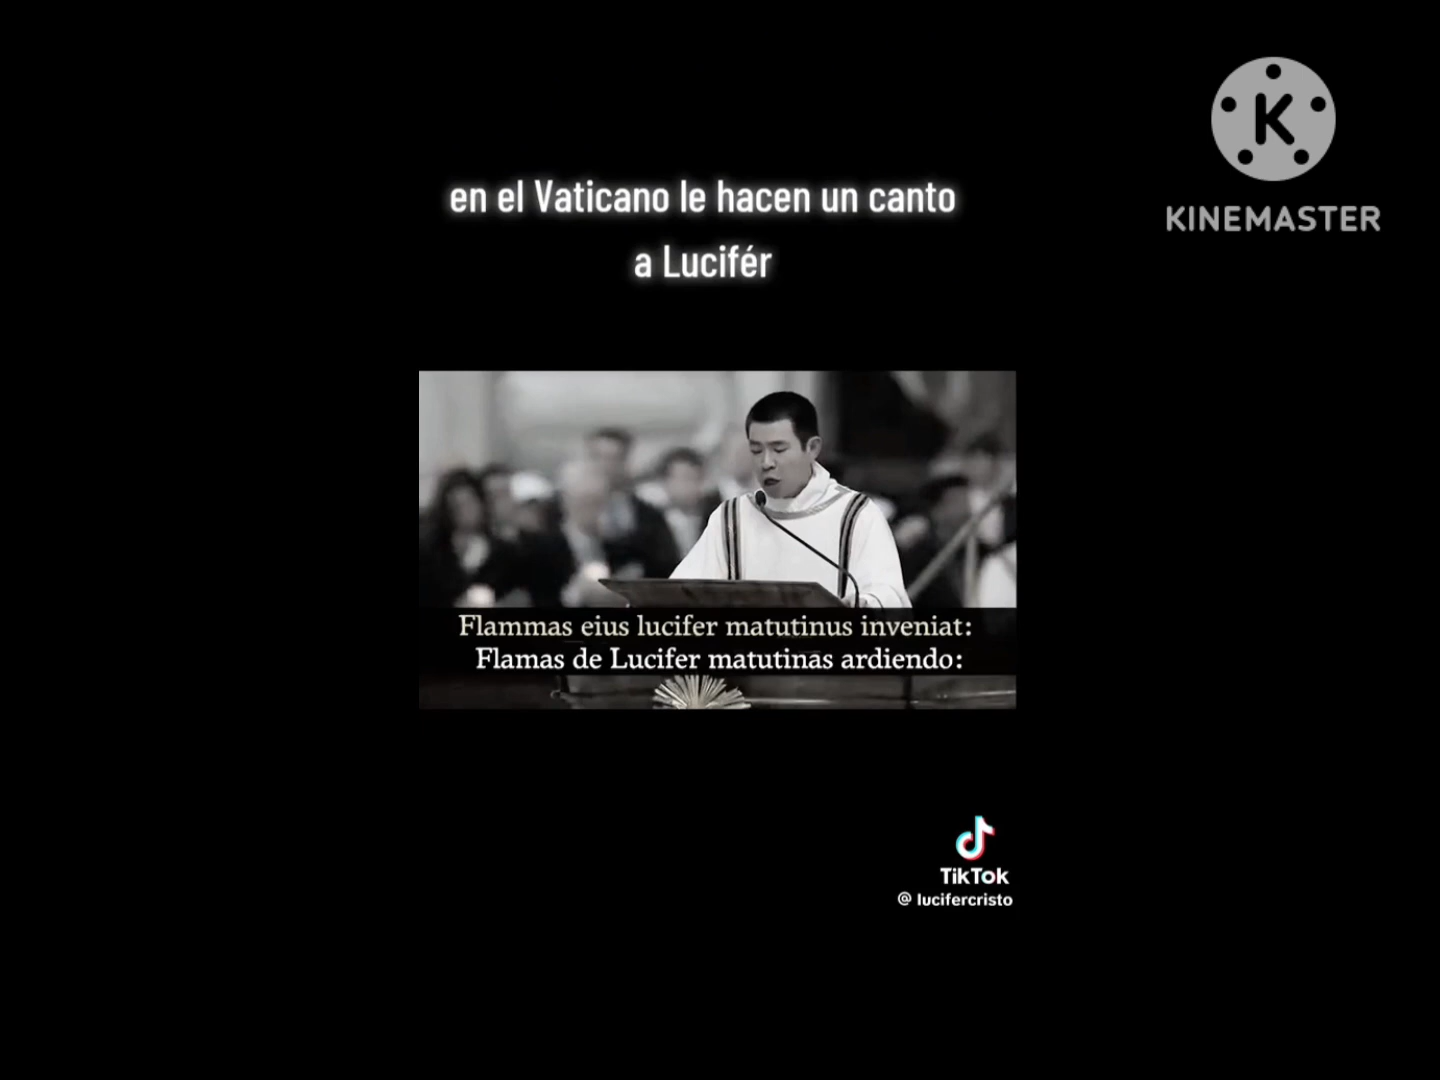 KINEMASTER
en el Vaticano le hacen un canto
a Lucifér
Flammas eius lucifer matutinus inveniat:
Flamas de Lucifer matutinas ardiendo:
TikTok
@ lucifercristo